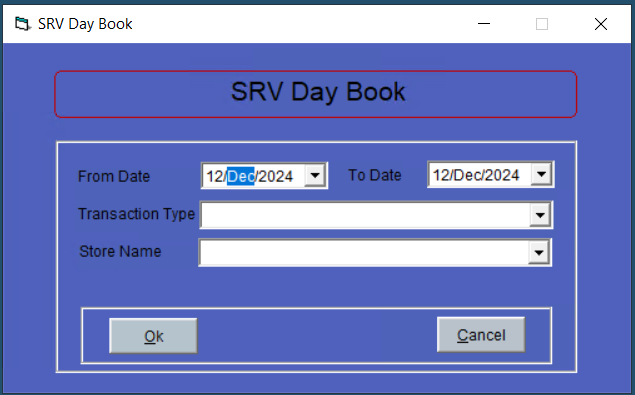 SRV Day Book
SRV Day Book
From Date 12/Dec/2024 To Date 12/Dec/2024
Transaction Type
Store Name
Ok Cancel